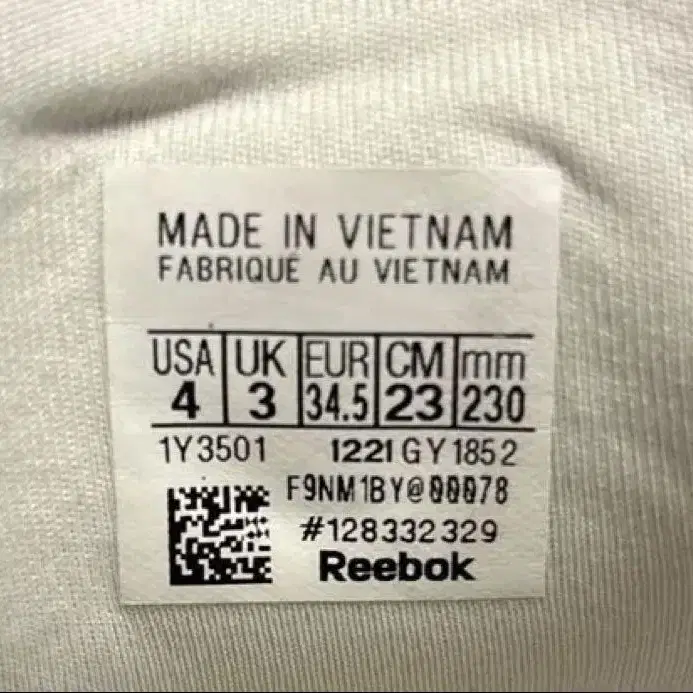 MADE IN VIETNAM
FABRIQUÉ AU VIETNAM
USA UK EUR CM mm
4 3 34.5 23 230
1Y3501 1221 GY1852
F9NM1BY@00078
#128332329
Reebok